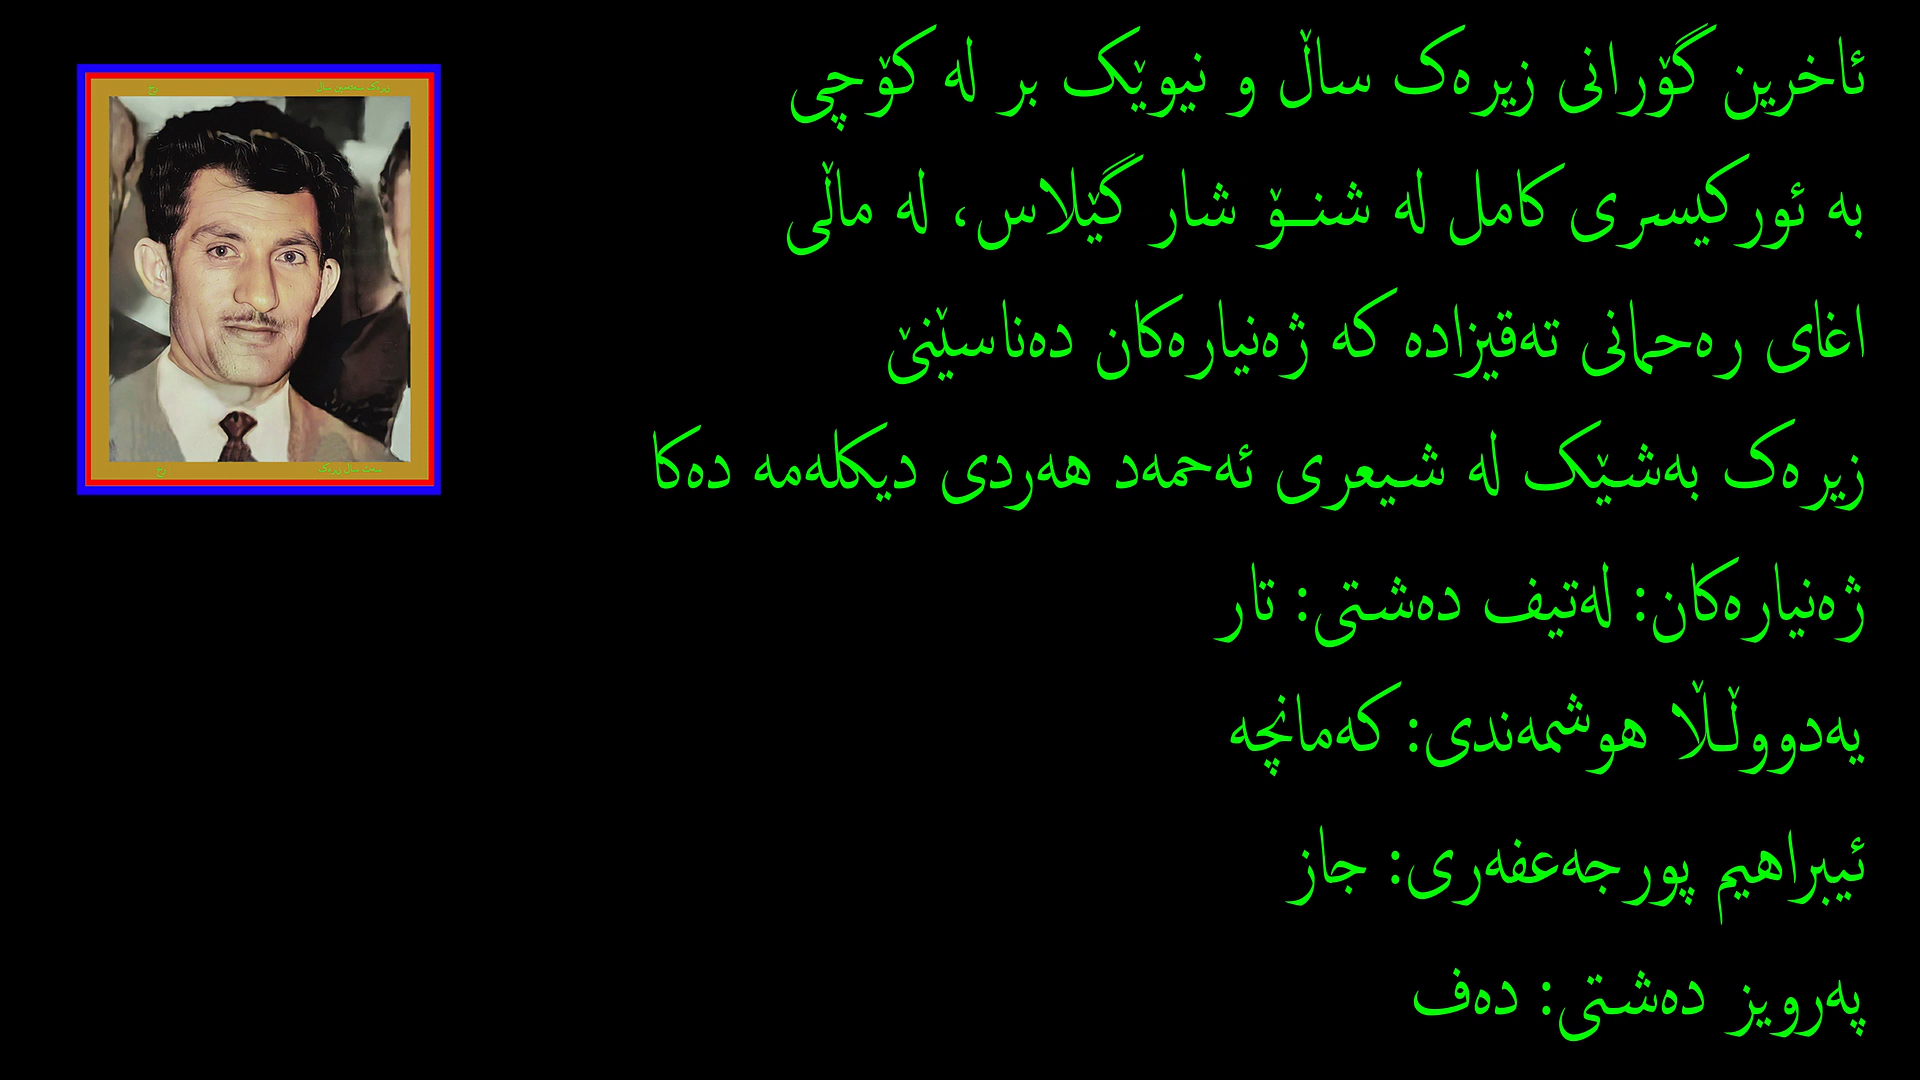 ئاخرین گۆرانی زیرەک ساڵ و نیوێک بر لە کۆچی
بە ئورکیسری کامل لە شنــۆ شار گێلاس، لە ماڵی
اغای رەحمانی تەقیزادە کە ژەنیارەکان دەناسێنێ
زیرەک بەشێک لە شیعری ئەحمەد هەردی دیکلەمە دەکا
ژەنیارەکان: لەتیف دەشتی: تار
یەدووڵڵا هوشمەندی: کەمانچە
ئیبراهیم پورجەعفەری: جاز
پەرویز دەشتی: دەف